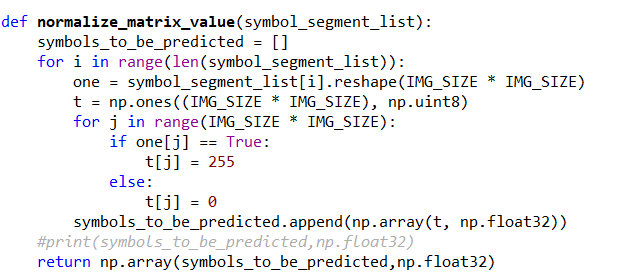 def normalize_matrix_value(symbol_segment_list):
    symbols_to_be_predicted = []
    for i in range(len(symbol_segment_list)):
        one = symbol_segment_list[i].reshape(IMG_SIZE * IMG_SIZE)
        t = np.ones((IMG_SIZE * IMG_SIZE), np.uint8)
        for j in range(IMG_SIZE * IMG_SIZE):
            if one[j] == True:
                t[j] = 255
            else:
                t[j] = 0
        symbols_to_be_predicted.append(np.array(t, np.float32))
    #print(symbols_to_be_predicted,np.float32)
    return np.array(symbols_to_be_predicted,np.float32)